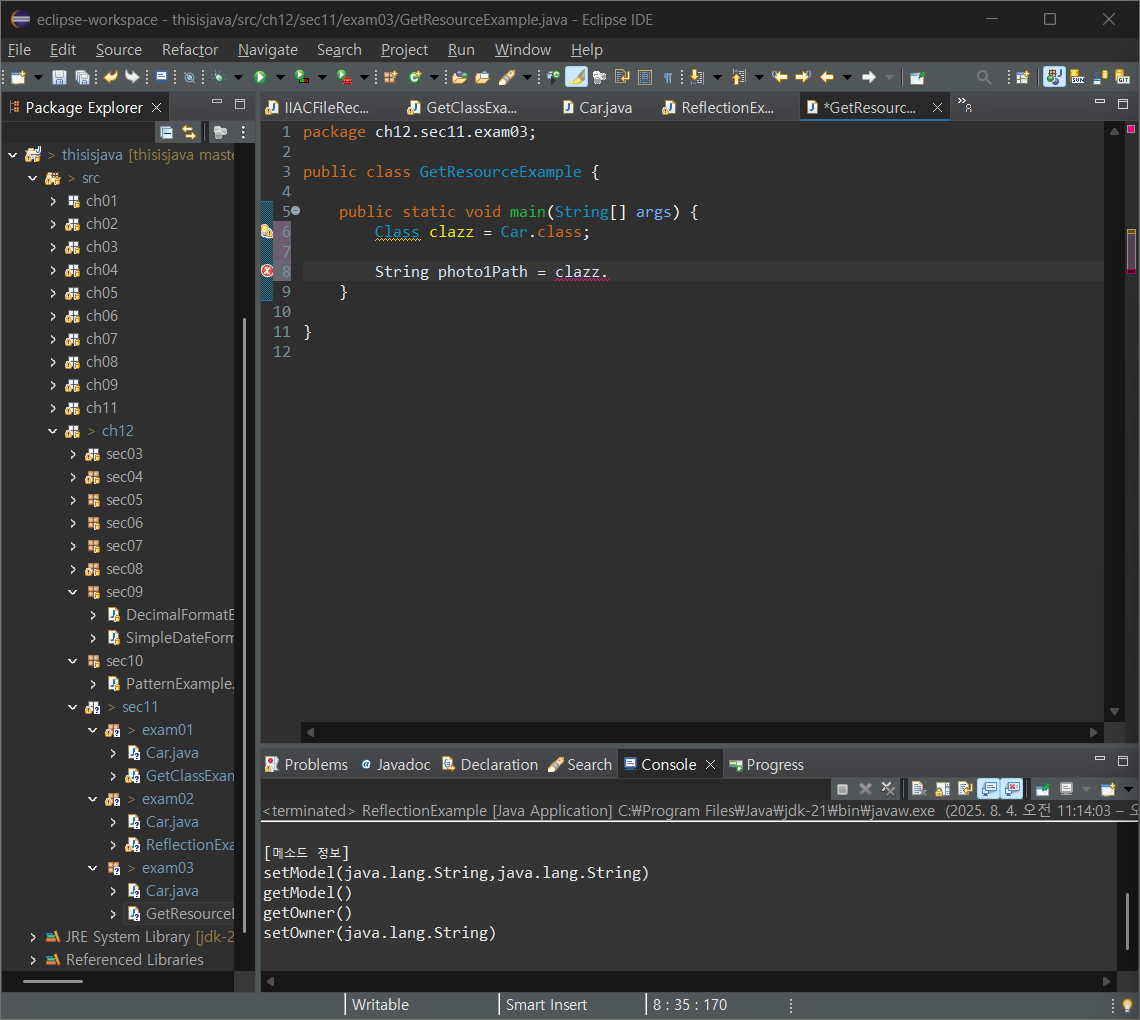 eclipse-workspace - thisisjava/src/ch12/sec11/exam03/GetResourceExample.java - Eclipse IDE
File Edit Source Refactor Navigate Search Project Run Window Help
Package Explorer
IIACFileRec...
GetClassExa...
Car.java
ReflectionEx...
*GetResourc...
»8
> thisisjava [thisisjava maste
> src
ch01
ch02
ch03
ch04
ch05
ch06
ch07
ch08
ch09
ch11
> ch12
sec03
sec04
sec05
sec06
sec07
sec08
sec09
DecimalFormatE
SimpleDateForm
sec10
PatternExample.
> sec11
> exam01
Car.java
GetClassExan
> exam02
Car.java
ReflectionExa
> exam03
Car.java
GetResourceE
JRE System Library [jdk-2
Referenced Libraries
1 package ch12.sec11.exam03;
2
3 public class GetResourceExample {
4
5 public static void main(String[] args) {
6 Class clazz = Car.class;
7
8 String photo1Path = clazz.
9 }
10
11 }
12
Problems Javadoc Declaration Search Console Progress
<terminated> ReflectionExample [Java Application] C:₩Program Files₩Java₩jdk-21₩bin₩javaw.exe (2025. 8. 4. 오전 11:14:03 – 오
[메소드 정보]
setModel(java.lang.String,java.lang.String)
getModel()
getOwner()
setOwner(java.lang.String)
Writable
Smart Insert
8 : 35 : 170